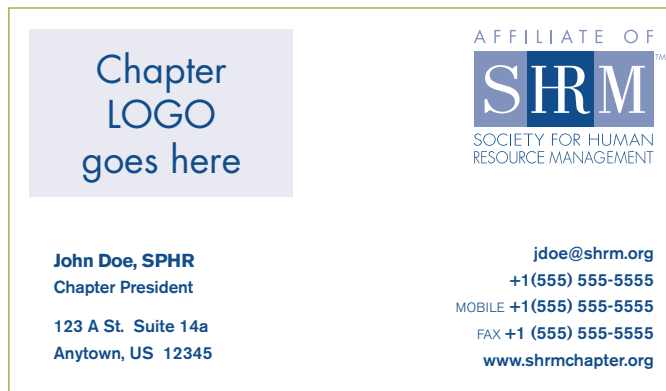 Chapter
LOGO
goes here
AFFILIATE OF
SHRM™
SOCIETY FOR HUMAN
RESOURCE MANAGEMENT
John Doe, SPHR
Chapter President
123 A St. Suite 14a
Anytown, US 12345
jdoe@shrm.org
+1(555) 555-5555
MOBILE +1(555) 555-5555
FAX +1 (555) 555-5555
www.shrmchapter.org